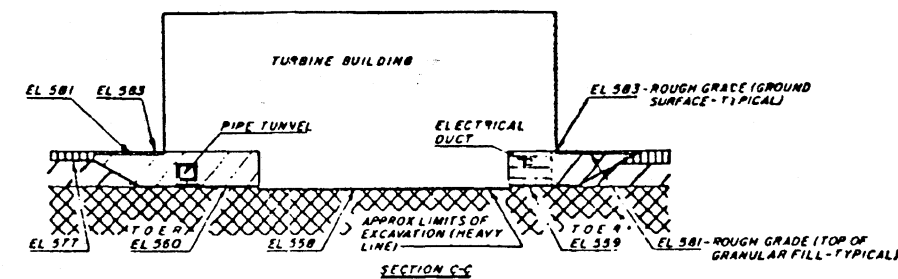 TURBINE BUILDING
EL 581
EL 583
EL 583-ROUGH GRADE (GROUND
SURFACE-TYPICAL)
PIPE TUNNEL
ELECTRICAL
DUCT
TOER
TOER
EL 577
EL 560
EL 558
APPROX LIMITS OF
EXCAVATION (HEAVY
LINE)
EL 559
EL 581-ROUGH GRADE (TOP OF
GRANULAR FILL-TYPICAL)
SECTION C-C